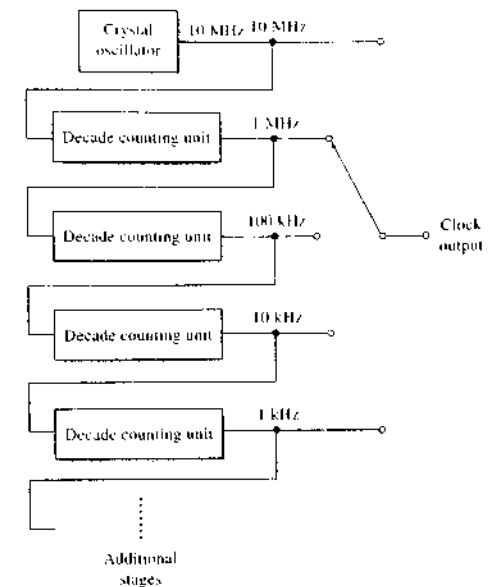 Crystal
oscillator
10 MHz 10 MHz
Decade counting unit
1 MHz
Decade counting unit
100 kHz
Clock
output
Decade counting unit
10 kHz
Decade counting unit
1 kHz
Additional
stages